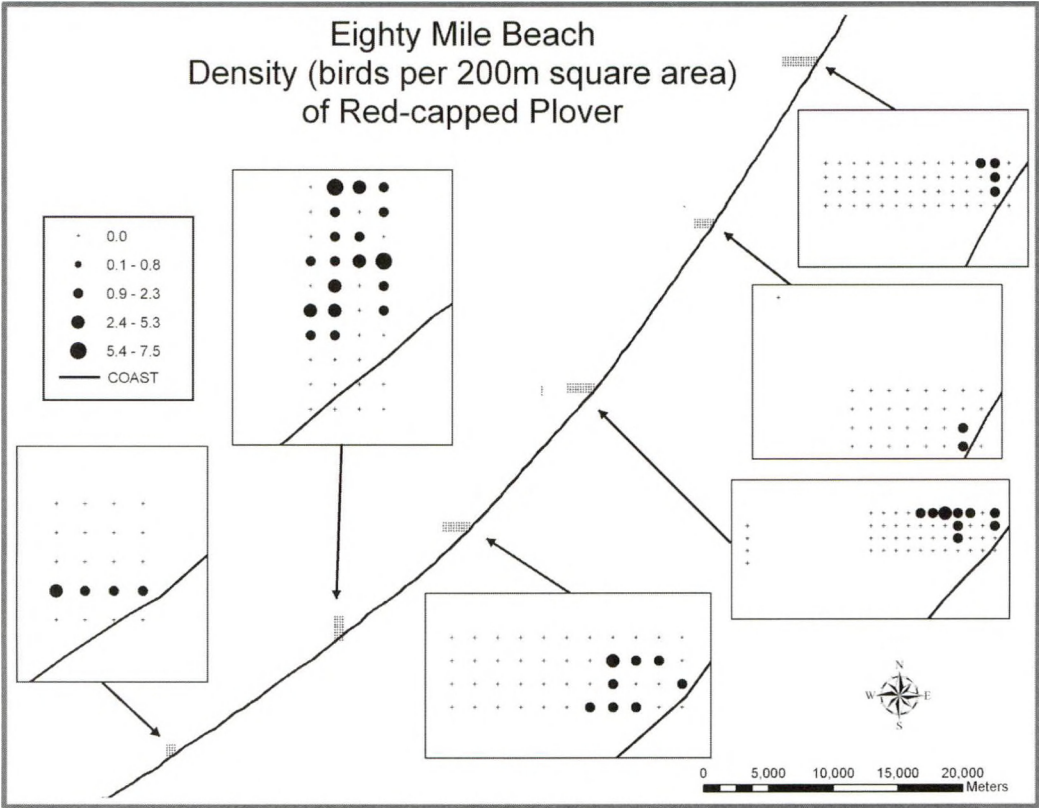 Eighty Mile Beach
Density (birds per 200m square area)
of Red-capped Plover
0.0
0.1 - 0.8
0.9 - 2.3
2.4 - 5.3
5.4 - 7.5
COAST
N
W E
S
0 5,000 10,000 15,000 20,000
Meters